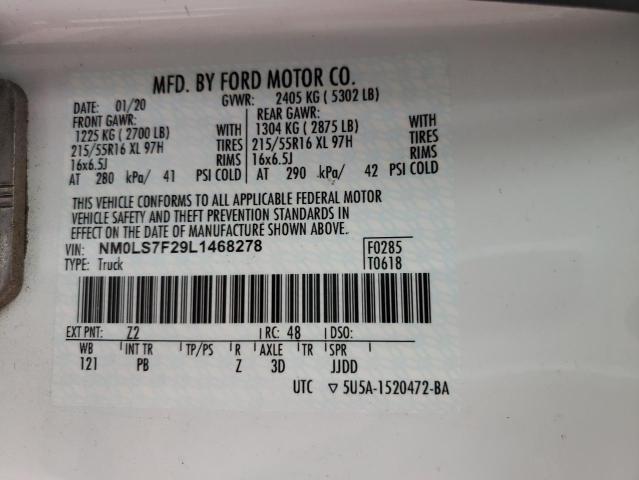 MFD. BY FORD MOTOR CO.
DATE: 01/20 GVWR: 2405 KG ( 5302 LB)
FRONT GAWR: REAR GAWR:
1225 KG ( 2700 LB) WITH 1304 KG ( 2875 LB) WITH
215/55R16 XL 97H TIRES 215/55R16 XL 97H TIRES
16x6.5J RIMS 16x6.5J RIMS
AT 280 kPa/ 41 PSI COLD AT 290 kPa/ 42 PSI COLD
THIS VEHICLE CONFORMS TO ALL APPLICABLE FEDERAL MOTOR
VEHICLE SAFETY AND THEFT PREVENTION STANDARDS IN
EFFECT ON THE DATE OF MANUFACTURE SHOWN ABOVE.
VIN: NM0LS7F29L1468278 F0285
TYPE: Truck T0618
EXT PNT: Z2 RC: 48 DSO:
WB INT TR TP/PS R AXLE TR SPR
121 PB Z 3D JJDD
UTC ▽ 5U5A-1520472-BA